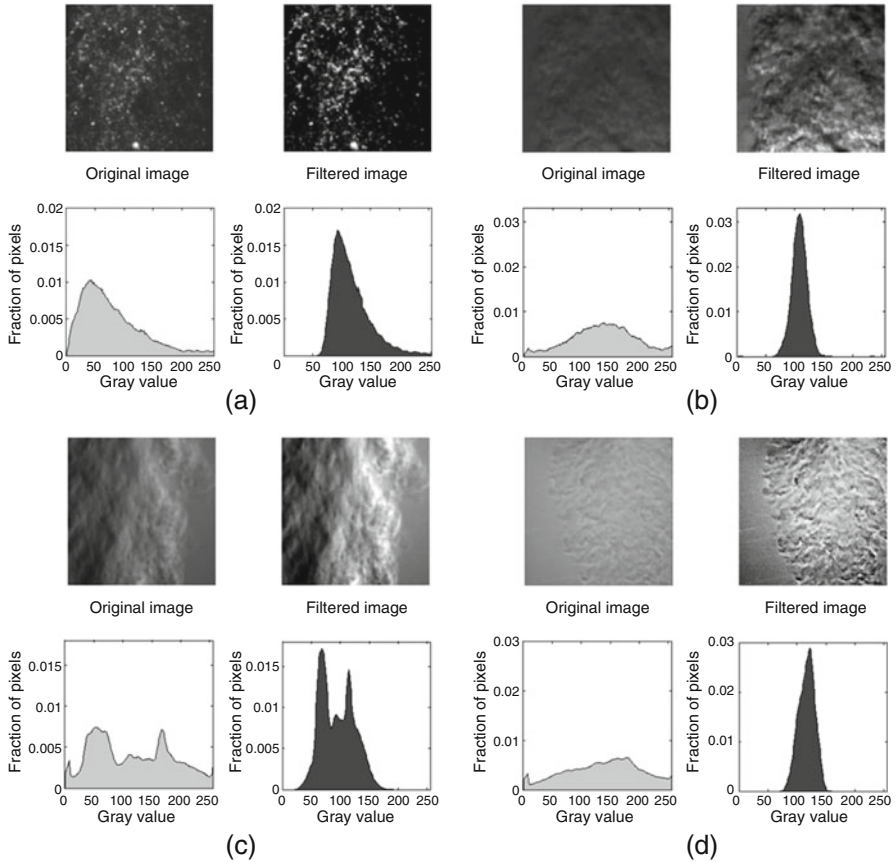 Original image Filtered image
Original image Filtered image
Fraction of pixels
0.02
0.015
0.01
0.005
0
0 50 100 150 200 250
Gray value
Fraction of pixels
0.02
0.015
0.01
0.005
0
50 100 150 200 250
Gray value
(a)
Fraction of pixels
0.03
0.02
0.01
0
0 50 100 150 200 250
Gray value
Fraction of pixels
0.03
0.02
0.01
0
0 50 100 150 200 250
Gray value
(b)
Original image Filtered image
Original image Filtered image
Fraction of pixels
0.015
0.01
0.005
0
0 50 100 150 200 250
Gray value
Fraction of pixels
0.015
0.01
0.005
0
0 50 100 150 200 250
Gray value
(c)
Fraction of pixels
0.03
0.02
0.01
0
0 50 100 150 200 250
Gray value
Fraction of pixels
0.03
0.02
0.01
0
0 50 100 150 200 250
Gray value
(d)